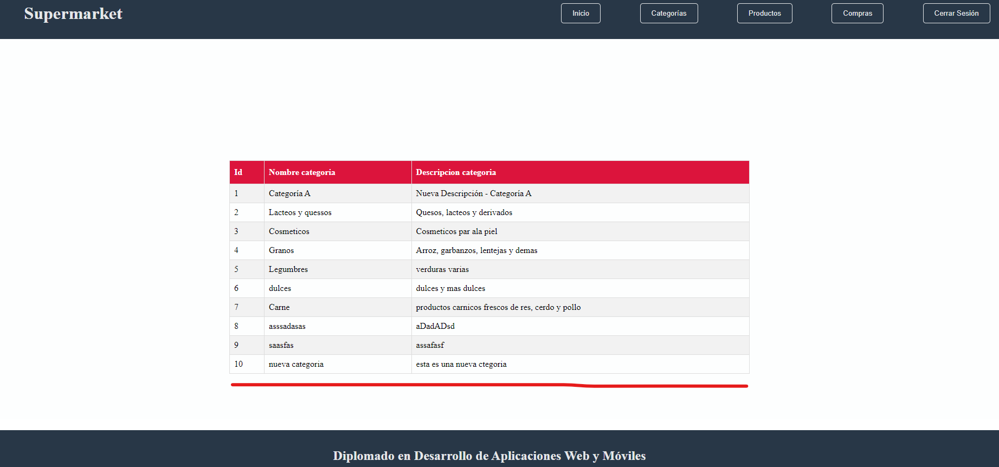 Supermarket
Inicio
Categorías
Productos
Compras
Cerrar Sesión
Id Nombre categoria Descripcion categoria
1 Categoría A Nueva Descripción - Categoría A
2 Lacteos y quessos Quesos, lacteos y derivados
3 Cosmeticos Cosmeticos par ala piel
4 Granos Arroz, garbanzos, lentejas y demas
5 Legumbres verduras varias
6 dulces dulces y mas dulces
7 Carne productos carnicos frescos de res, cerdo y pollo
8 asssadasas aDadADsd
9 saasfas assafasf
10 nueva categoria esta es una nueva ctegoria
Diplomado en Desarrollo de Aplicaciones Web y Móviles